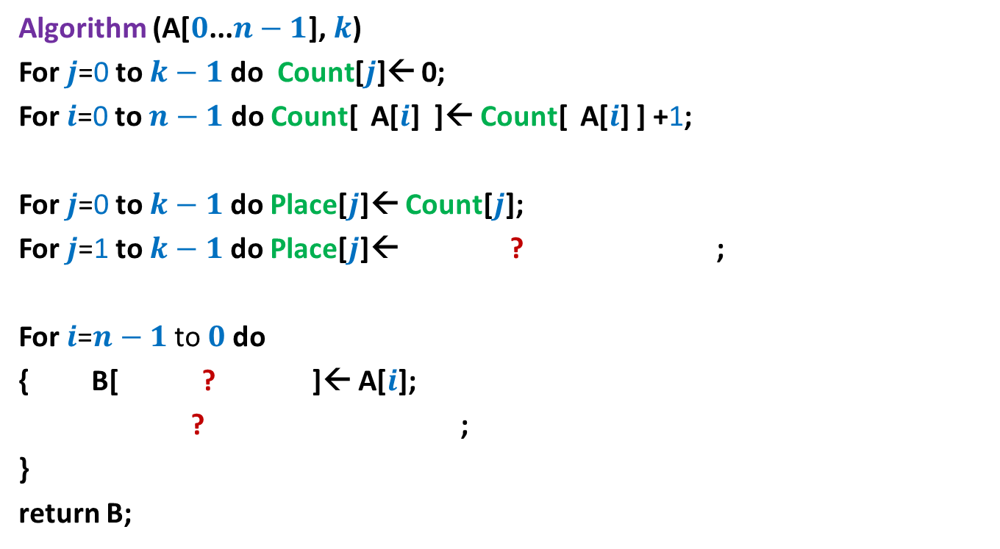 Algorithm (A[0...n − 1], k)
For j=0 to k − 1 do Count[j]← 0;
For i=0 to n − 1 do Count[ A[i] ]← Count[ A[i] ] +1;
For j=0 to k − 1 do Place[j]← Count[j];
For j=1 to k − 1 do Place[j]← ? ;
For i=n − 1 to 0 do
{ B[ ? ]← A[i];
? ;
}
return B;